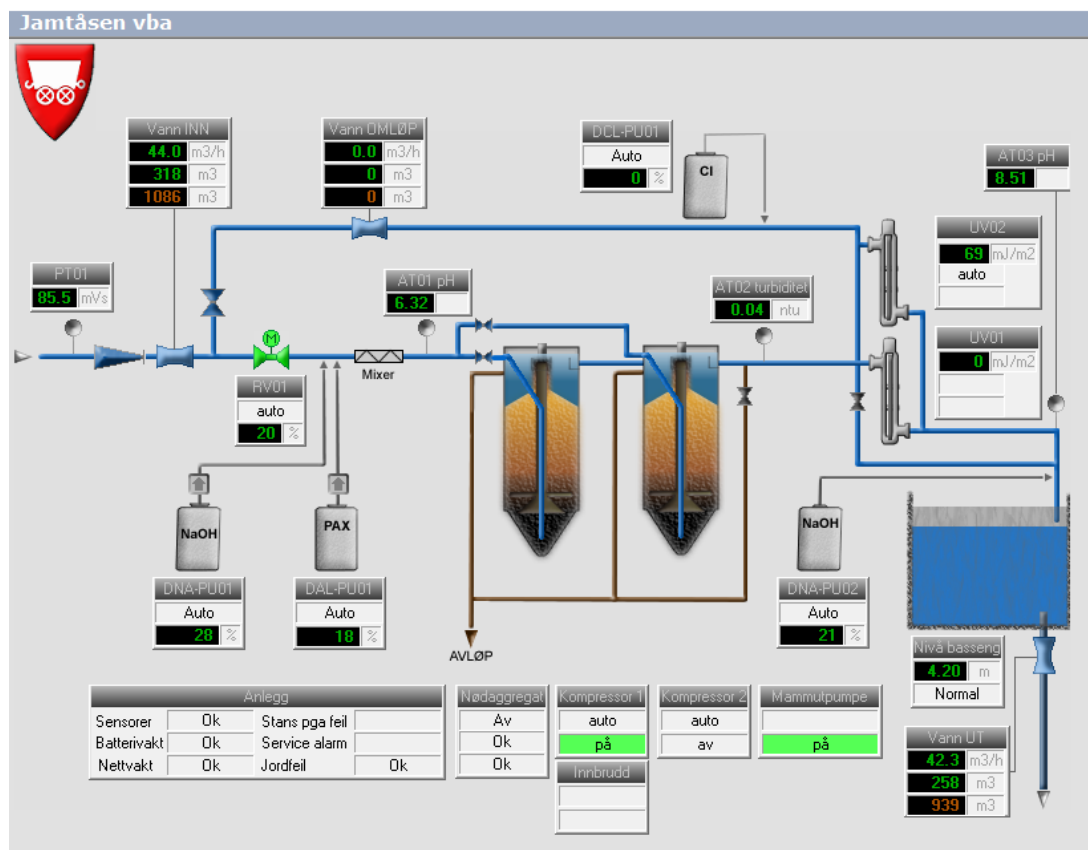 Jamtåsen vba
Vann INN
44.0 m3/h
318 m3
1086 m3
Vann OMLØP
0.0 m3/h
0 m3
0 m3
DCL-PU01
Auto
0 %
Cl
AT03 pH
8.51
PT01
85.5 mVs
AT01 pH
6.32
AT02 turbiditet
0.04 ntu
UV02
69 mJ/m2
auto
UV01
0 mJ/m2
M
Mixer
RV01
auto
20 %
NaOH
PAX
NaOH
DNA-PU01
Auto
28 %
DAL-PU01
Auto
18 %
DNA-PU02
Auto
21 %
AVLØP
Nivå basseng
4.20 m
Normal
Anlegg
Sensorer Ok Stans pga feil
Batterivakt Ok Service alarm
Nettvakt Ok Jordfeil Ok
Nødaggregat
Av
Ok
Ok
Kompressor 1
auto
på
Kompressor 2
auto
av
Mammutpumpe
på
Innbrudd
Vann UT
42.3 m3/h
258 m3
939 m3